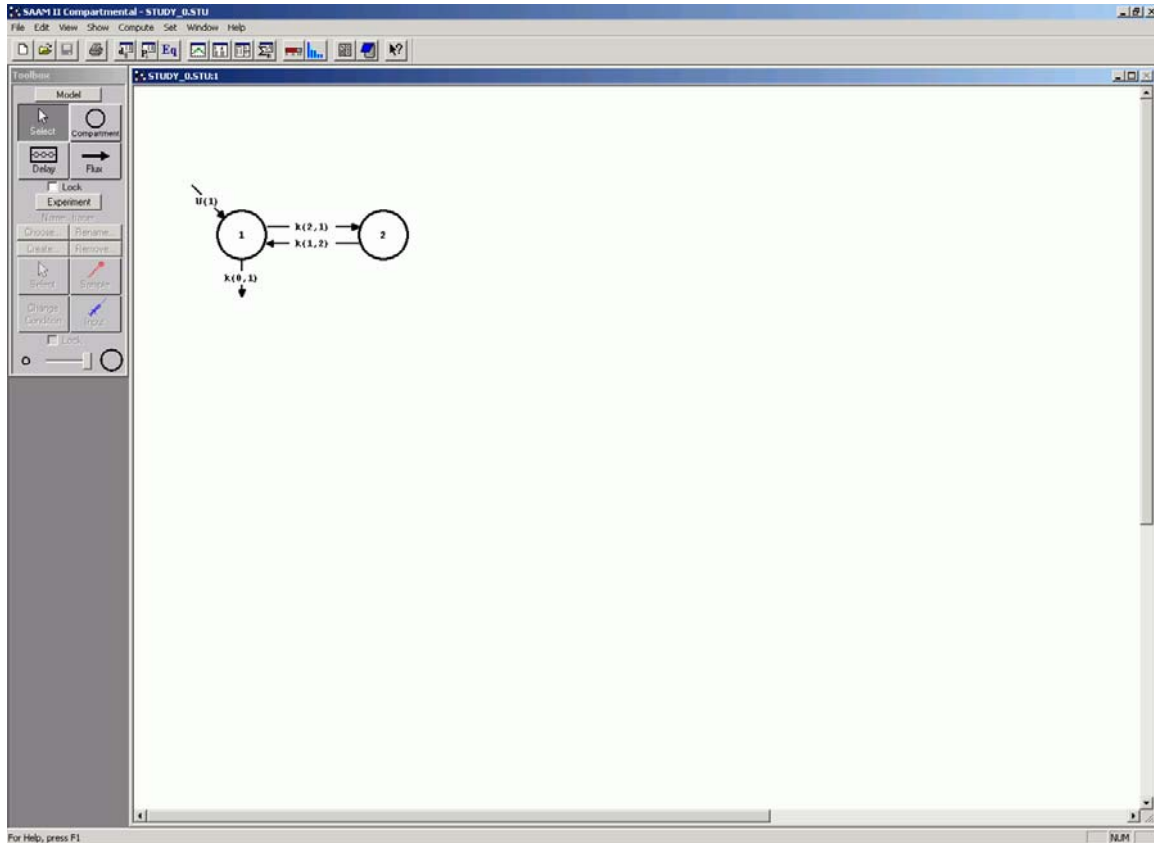 SAAM II Compartmental - STUDY_0.STU
File Edit View Show Compute Set Window Help
Eq
Toolbox
STUDY_0.STU:1
Model
Select Compartment
Delay Flux
Lock
Experiment
Choose... Rename...
Create... Remove...
Select Sample
Change Condition Input
Lock
U(1)
1 k(2,1) 2
k(1,2)
k(0,1)
For Help, press F1
NUM